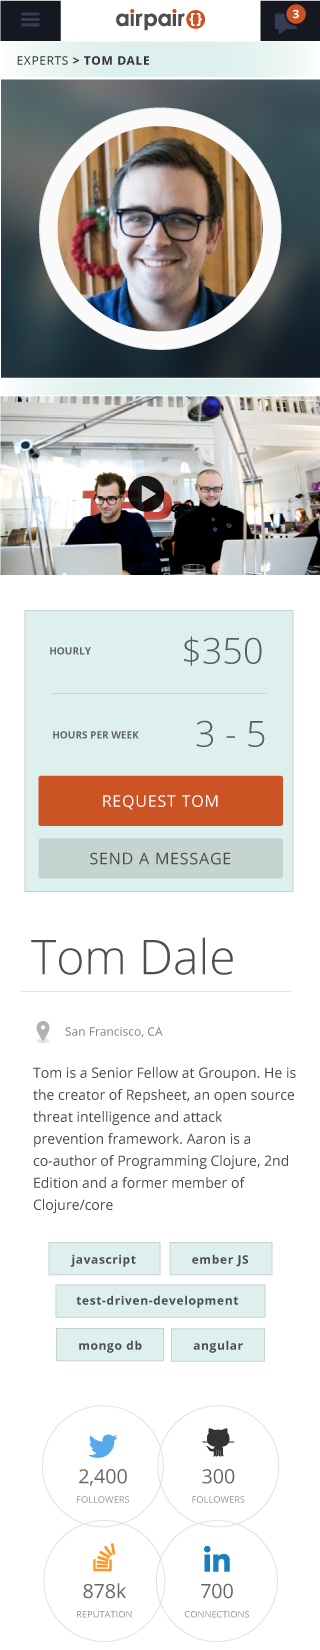 airpair
3
EXPERTS > TOM DALE
HOURLY
$350
HOURS PER WEEK
3 - 5
REQUEST TOM
SEND A MESSAGE
Tom Dale
San Francisco, CA
Tom is a Senior Fellow at Groupon. He is
the creator of Repsheet, an open source
threat intelligence and attack
prevention framework. Aaron is a
co-author of Programming Clojure, 2nd
Edition and a former member of
Clojure/core
javascript
ember JS
test-driven-development
mongo db
angular
2,400
FOLLOWERS
300
FOLLOWERS
878k
REPUTATION
in
700
CONNECTIONS